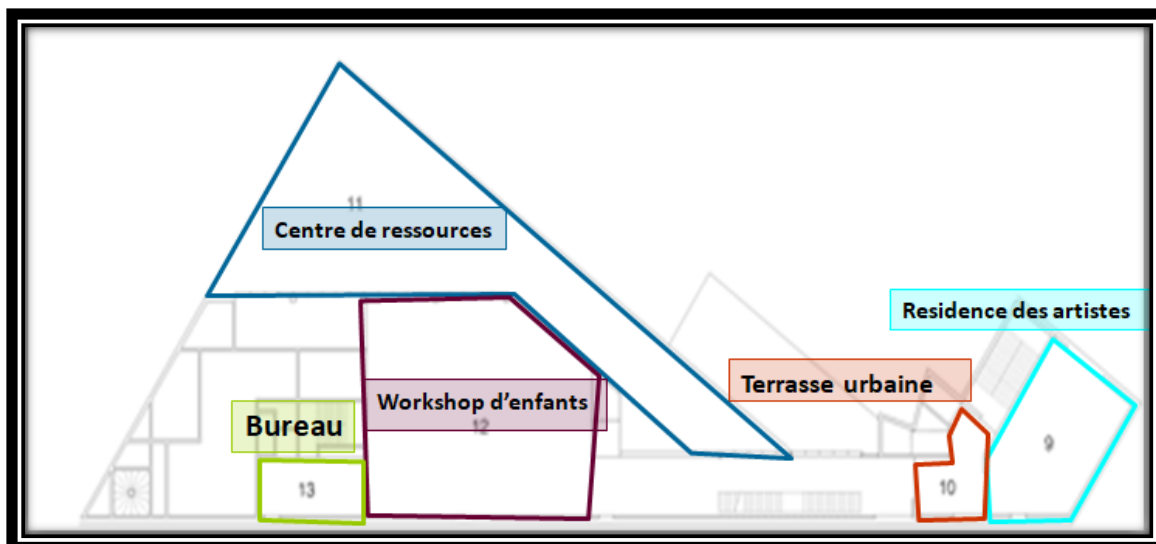 11
Centre de ressources
Residence des artistes
Terrasse urbaine
Workshop d'enfants
Bureau
12
9
13
10